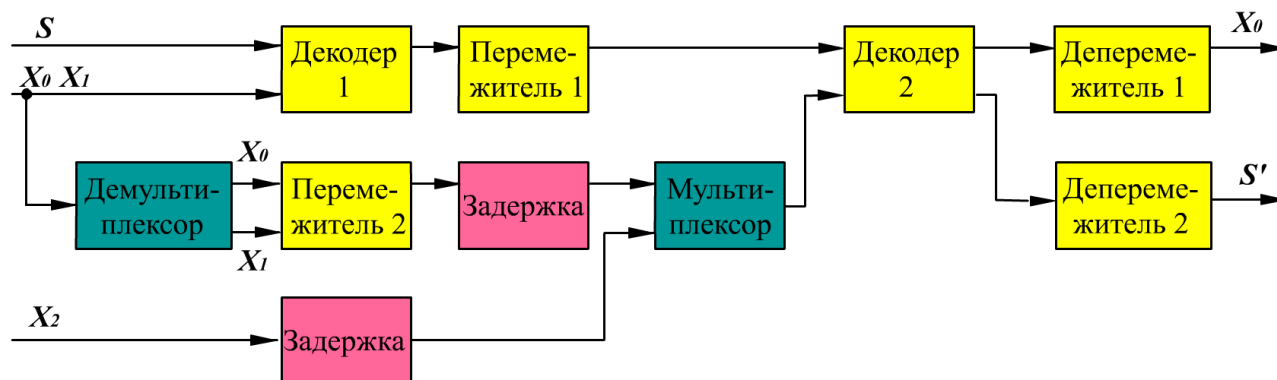 S
X₀ X₁
Декодер
1
Переме-
житель 1
Декодер
2
Депереме-
житель 1
X₀
Демульти-
плексор
X₀
X₁
Переме-
житель 2
Задержка
Мульти-
плексор
Депереме-
житель 2
S'
X₂
Задержка